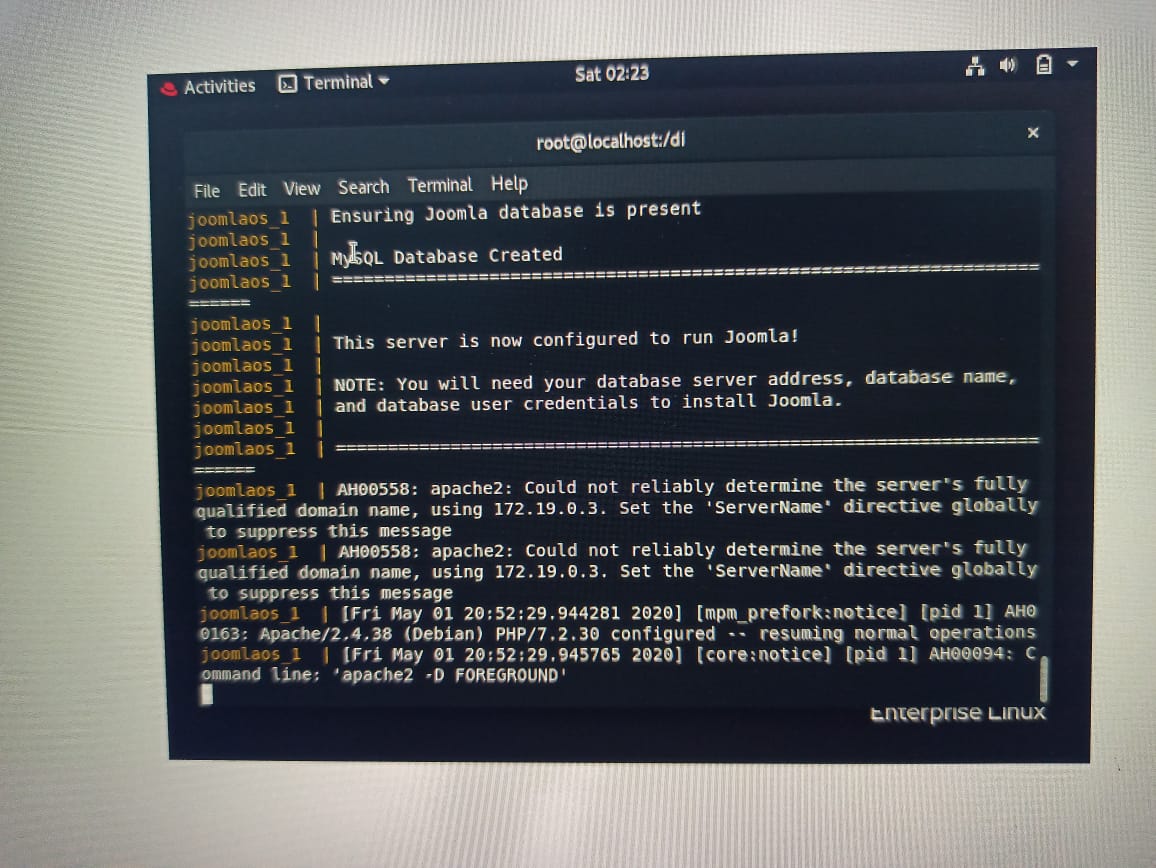 Activities Terminal Sat 02:23
root@localhost:/di ×
File Edit View Search Terminal Help
joomlaos_1 | Ensuring Joomla database is present
joomlaos_1 |
joomlaos_1 | MySQL Database Created
joomlaos_1 | ====================================================================
======
joomlaos_1 |
joomlaos_1 | This server is now configured to run Joomla!
joomlaos_1 |
joomlaos_1 | NOTE: You will need your database server address, database name,
joomlaos_1 | and database user credentials to install Joomla.
joomlaos_1 |
joomlaos_1 | ====================================================================
======
joomlaos_1 | AH00558: apache2: Could not reliably determine the server's fully
qualified domain name, using 172.19.0.3. Set the 'ServerName' directive globally
to suppress this message
joomlaos_1 | AH00558: apache2: Could not reliably determine the server's fully
qualified domain name, using 172.19.0.3. Set the 'ServerName' directive globally
to suppress this message
joomlaos_1 | [Fri May 01 20:52:29.944281 2020] [mpm_prefork:notice] [pid 1] AH0
0163: Apache/2.4.38 (Debian) PHP/7.2.30 configured -- resuming normal operations
joomlaos_1 | [Fri May 01 20:52:29.945765 2020] [core:notice] [pid 1] AH00094: C
ommand line: 'apache2 -D FOREGROUND'
Enterprise Linux